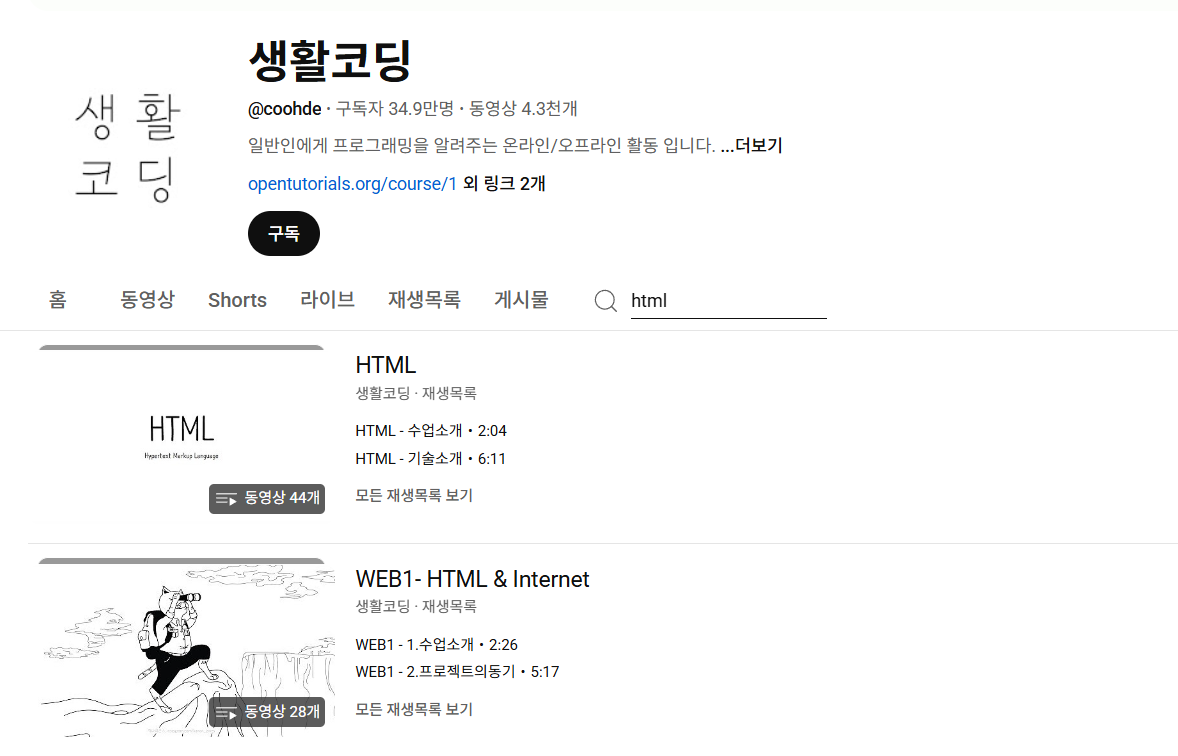 생활코딩
생 활
코 딩
@coohde · 구독자 34.9만명 · 동영상 4.3천개
일반인에게 프로그래밍을 알려주는 온라인/오프라인 활동 입니다. ...더보기
opentutorials.org/course/1 외 링크 2개
구독
홈 동영상 Shorts 라이브 재생목록 게시물 html
HTML
Hypertext Markup Language
동영상 44개
HTML
생활코딩 · 재생목록
HTML - 수업소개 • 2:04
HTML - 기술소개 • 6:11
모든 재생목록 보기
동영상 28개
WEB1- HTML & Internet
생활코딩 · 재생목록
WEB1 - 1.수업소개 • 2:26
WEB1 - 2.프로젝트의동기 • 5:17
모든 재생목록 보기